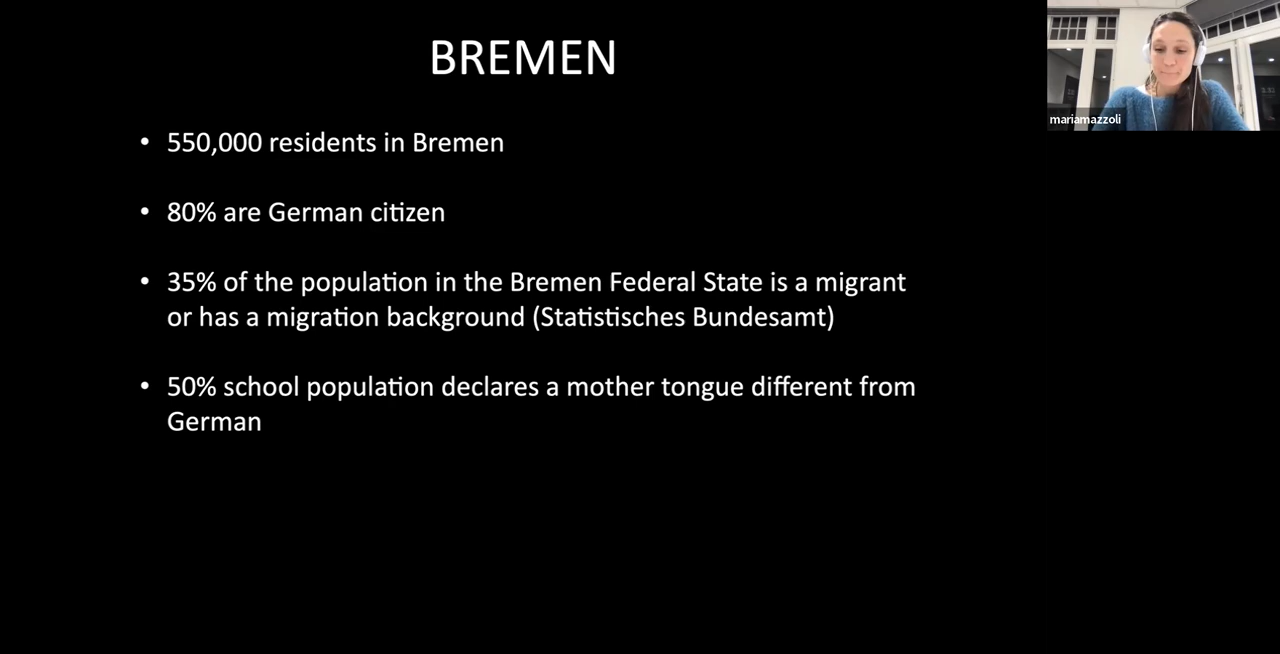 BREMEN
mariamazzoli
• 550,000 residents in Bremen
• 80% are German citizen
• 35% of the population in the Bremen Federal State is a migrant
or has a migration background (Statistisches Bundesamt)
• 50% school population declares a mother tongue different from
German